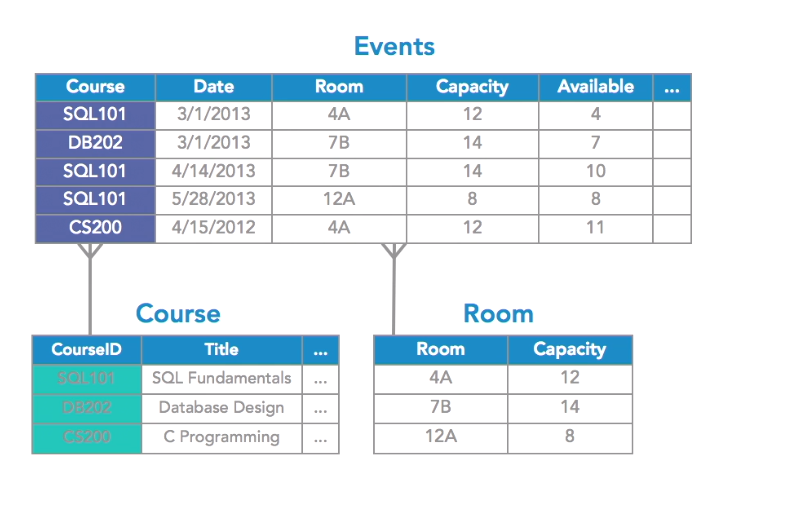 Events
Course Date Room Capacity Available ...
SQL101 3/1/2013 4A 12 4
DB202 3/1/2013 7B 14 7
SQL101 4/14/2013 7B 14 10
SQL101 5/28/2013 12A 8 8
CS200 4/15/2012 4A 12 11
Course
CourseID Title ...
SQL101 SQL Fundamentals ...
DB202 Database Design ...
CS200 C Programming ...
Room
Room Capacity
4A 12
7B 14
12A 8